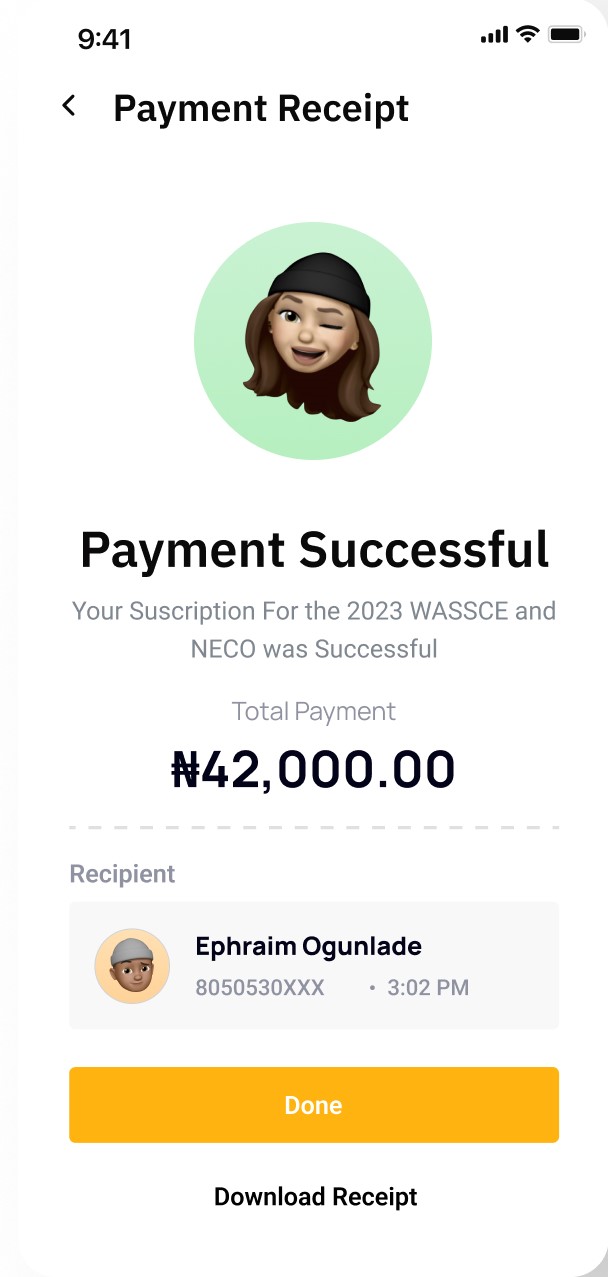 9:41
Payment Receipt
Payment Successful
Your Suscription For the 2023 WASSCE and
NECO was Successful
Total Payment
₦42,000.00
Recipient
Ephraim Ogunlade
8050530XXX • 3:02 PM
Done
Download Receipt